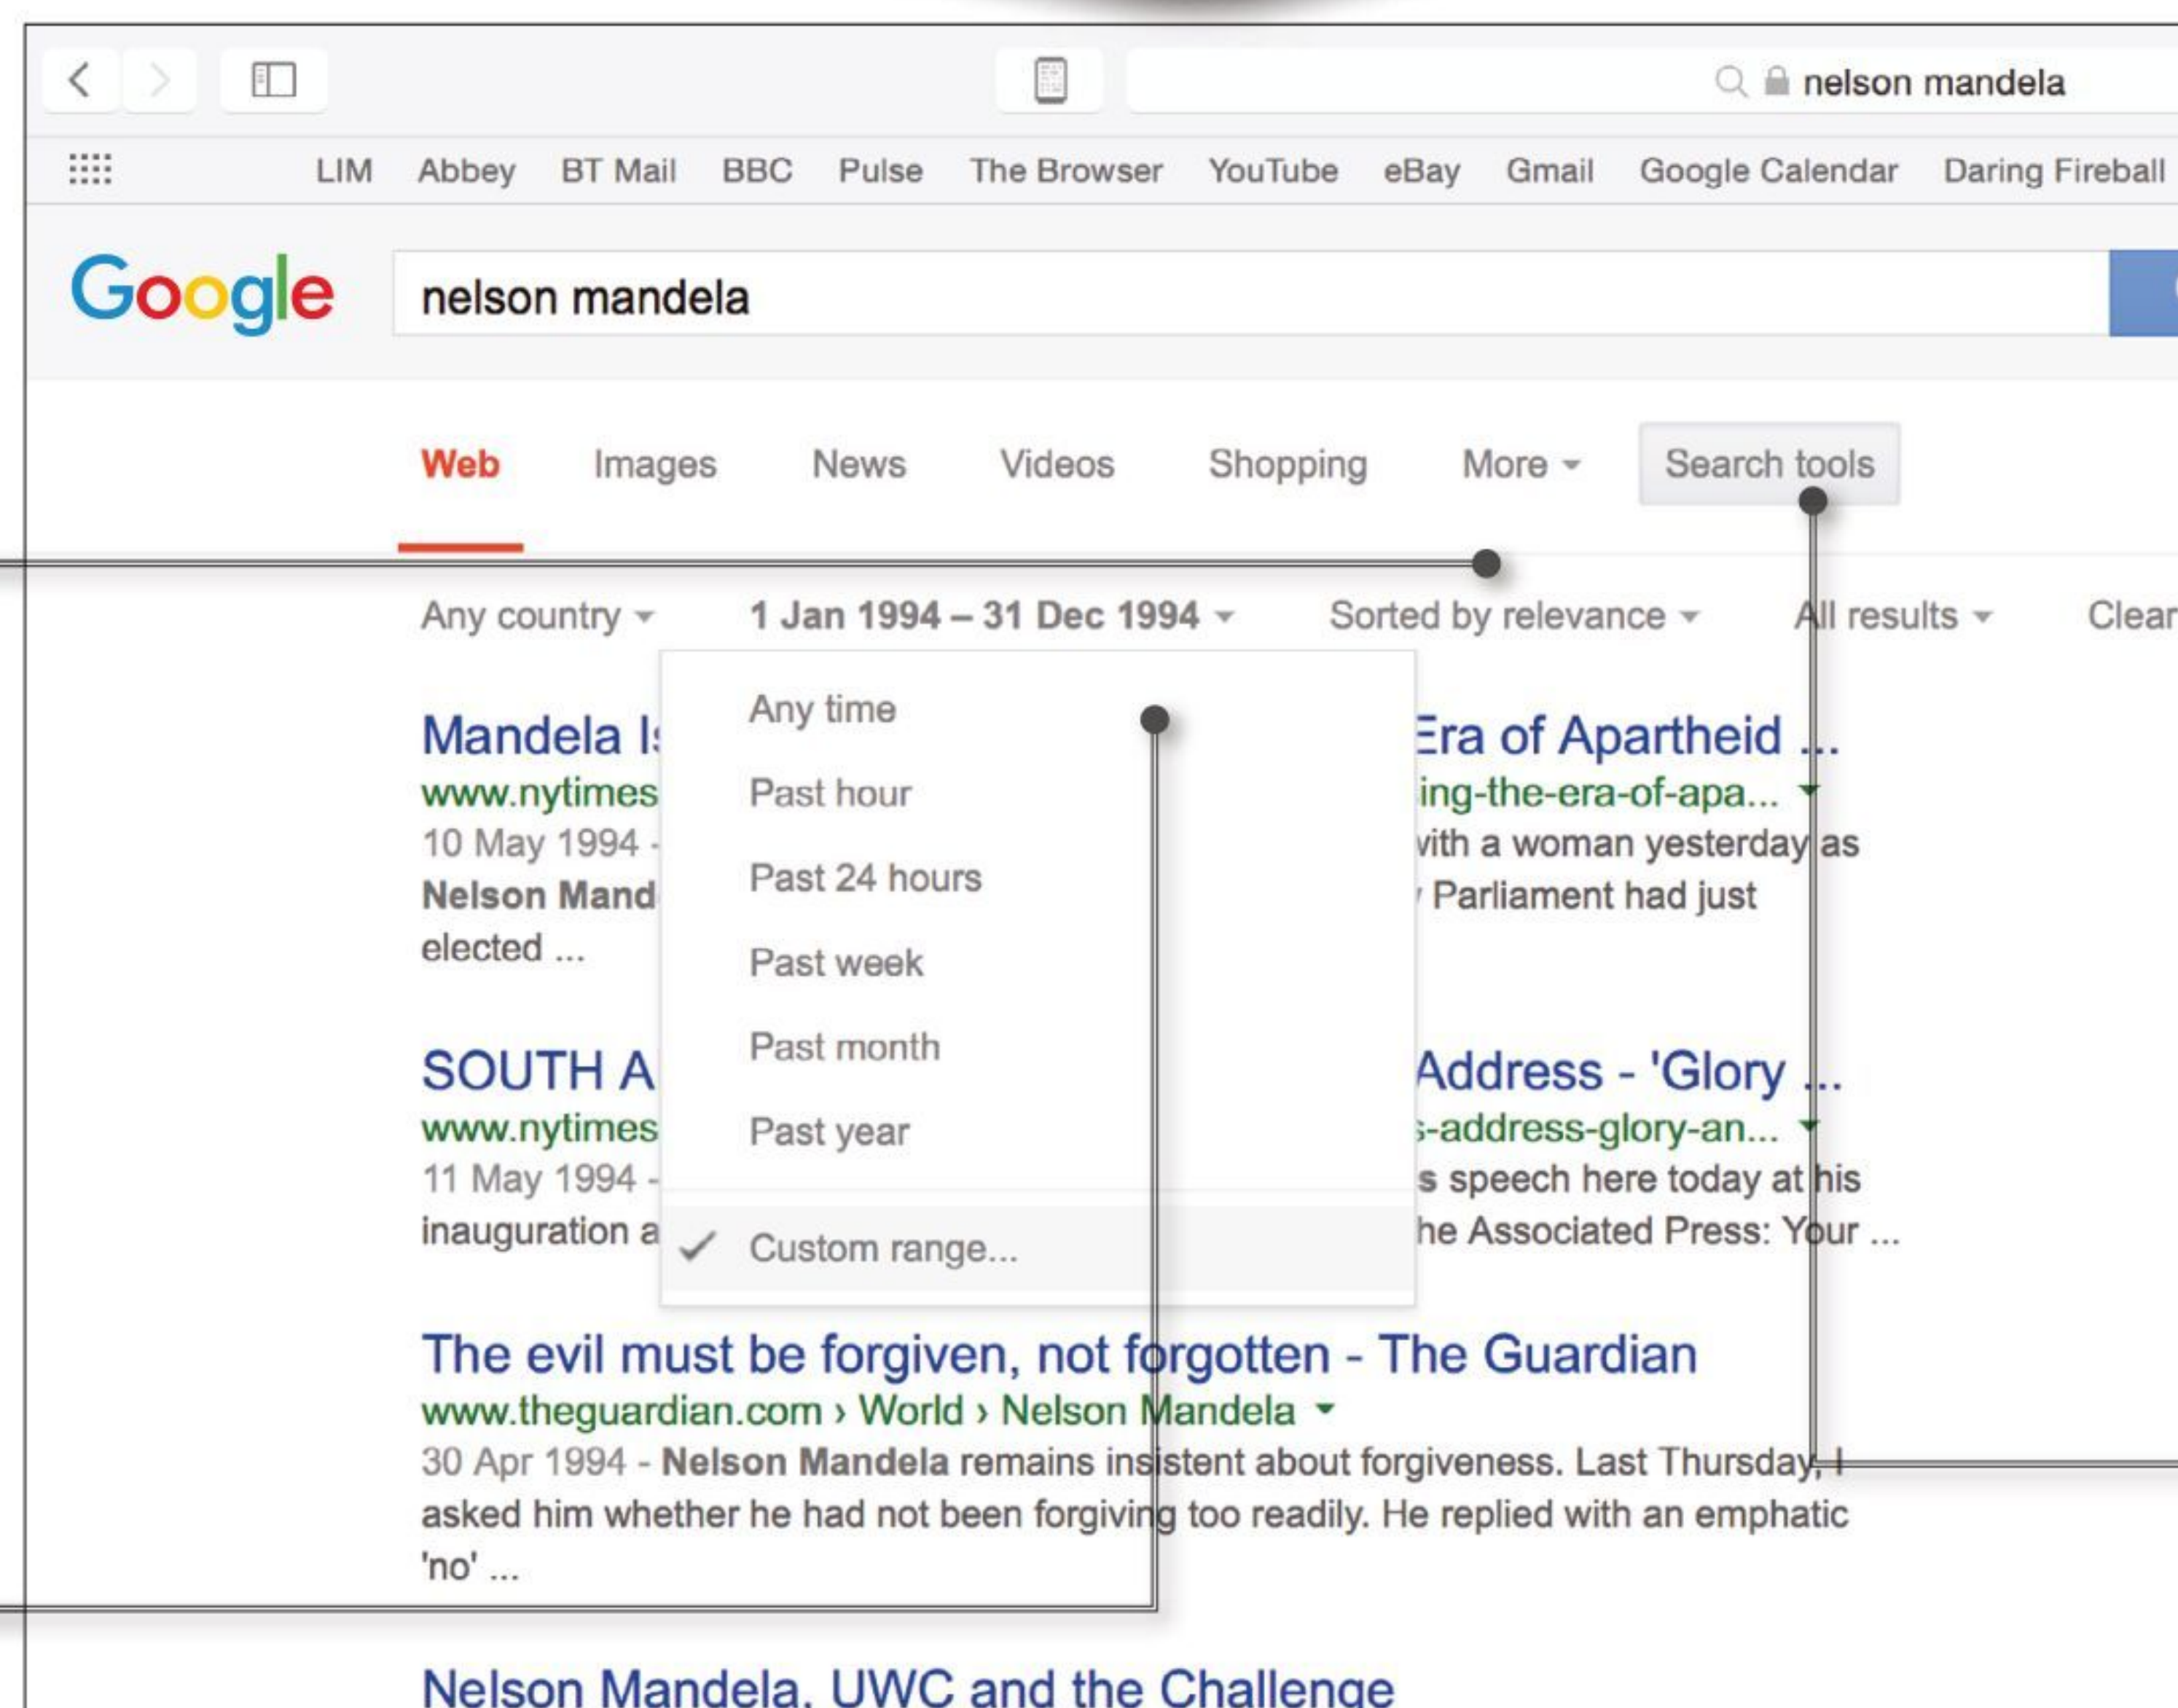 nelson mandela
LIM Abbey BT Mail BBC Pulse The Browser YouTube eBay Gmail Google Calendar Daring Fireball
Google nelson mandela
Web Images News Videos Shopping More Search tools
Any country 1 Jan 1994 – 31 Dec 1994 Sorted by relevance All results Clear
Any time
Past hour
Past 24 hours
Past week
Past month
Past year
Custom range...
Mandela Era of Apartheid ...
www.nytimes ing-the-era-of-apa...
10 May 1994 - with a woman yesterday as
Nelson Mand Parliament had just
elected ...
SOUTH A Address - 'Glory ...
www.nytimes s-address-glory-an...
11 May 1994 - s speech here today at his
inauguration a he Associated Press: Your ...
The evil must be forgiven, not forgotten - The Guardian
www.theguardian.com › World › Nelson Mandela
30 Apr 1994 - Nelson Mandela remains insistent about forgiveness. Last Thursday, I
asked him whether he had not been forgiving too readily. He replied with an emphatic
'no' ...
Nelson Mandela, UWC and the Challenge